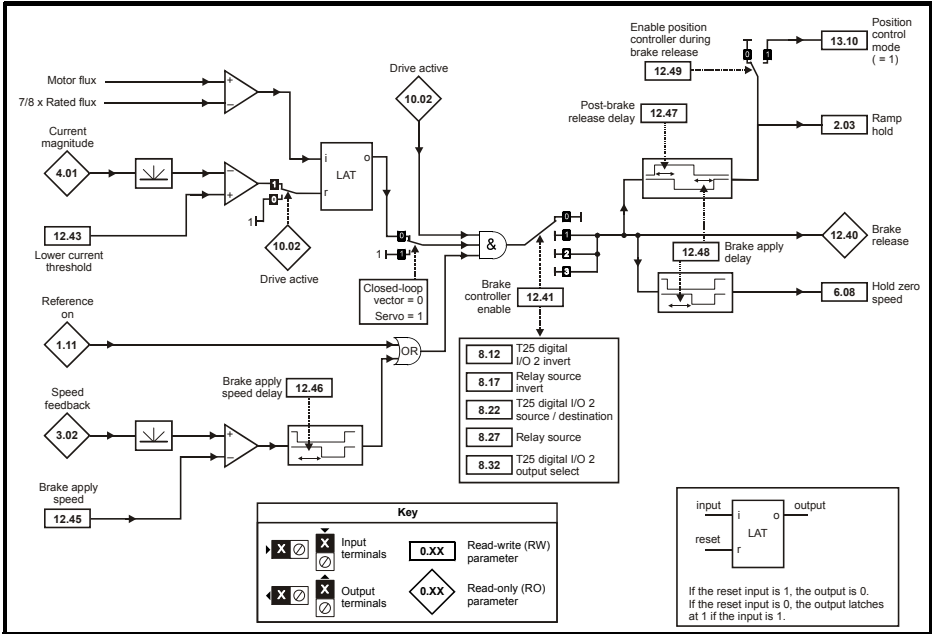 Motor flux
7/8 x Rated flux
Current
magnitude
4.01
12.43
Lower current
threshold
+
–
–
+
1
0
1
10.02
Drive active
i
o
LAT
r
Drive active
10.02
0
1
1
Closed-loop
vector = 0
Servo = 1
&
Reference
on
1.11
OR
Speed
feedback
3.02
Brake apply
speed
12.45
+
–
Brake apply
speed delay
12.46
0
1
2
3
Brake
controller
enable
12.41
8.12
T25 digital
I/O 2 invert
8.17
Relay source
invert
8.22
T25 digital I/O 2
source / destination
8.27
Relay source
8.32
T25 digital I/O 2
output select
Enable position
controller during
brake release
12.49
0
1
13.10
Position
control
mode
( = 1)
Post-brake
release delay
12.47
2.03
Ramp
hold
12.48
Brake apply
delay
12.40
Brake
release
6.08
Hold zero
speed
Key
X
X
Input
terminals
0.XX
Read-write (RW)
parameter
X
X
Output
terminals
0.XX
Read-only (RO)
parameter
input
i
o
output
LAT
reset
r
If the reset input is 1, the output is 0.
If the reset input is 0, the output latches
at 1 if the input is 1.